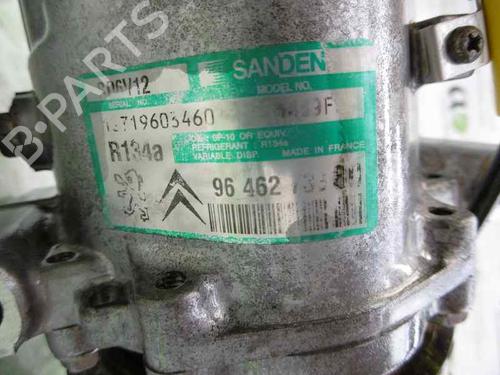 B-PARTS
SD6V12
SANDEN
SERIAL NO.
MODEL NO.
OIL : SP-10 OR EQUIV.
R134a
REFRIGERANT : R134a
VARIABLE DISP.
MADE IN FRANCE
96 462